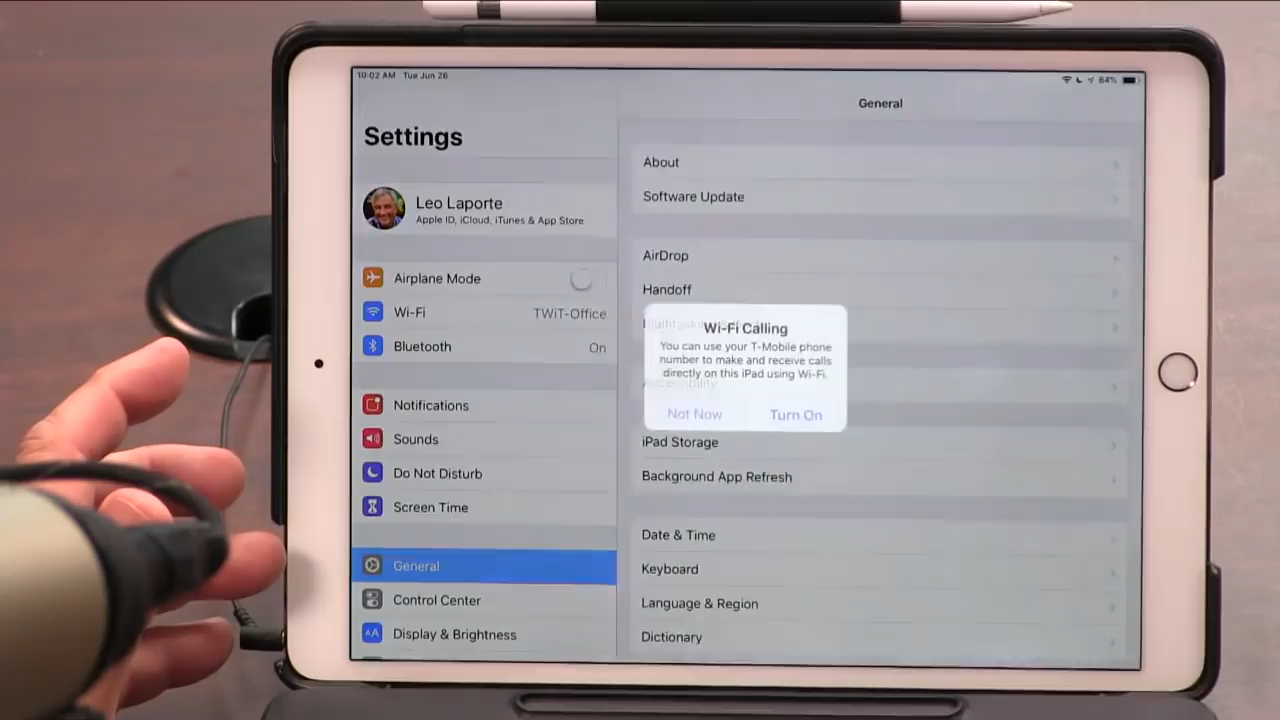 10:02 AM Tue Jun 26
64%
Settings
Leo Laporte
Apple ID, iCloud, iTunes & App Store
Airplane Mode
Wi-Fi TWiT-Office
Bluetooth On
Notifications
Sounds
Do Not Disturb
Screen Time
General
Control Center
AA Display & Brightness
General
About
Software Update
AirDrop
Handoff
Wi-Fi Calling
You can use your T-Mobile phone
number to make and receive calls
directly on this iPad using Wi-Fi.
Accessibility
Not Now Turn On
iPad Storage
Background App Refresh
Date & Time
Keyboard
Language & Region
Dictionary